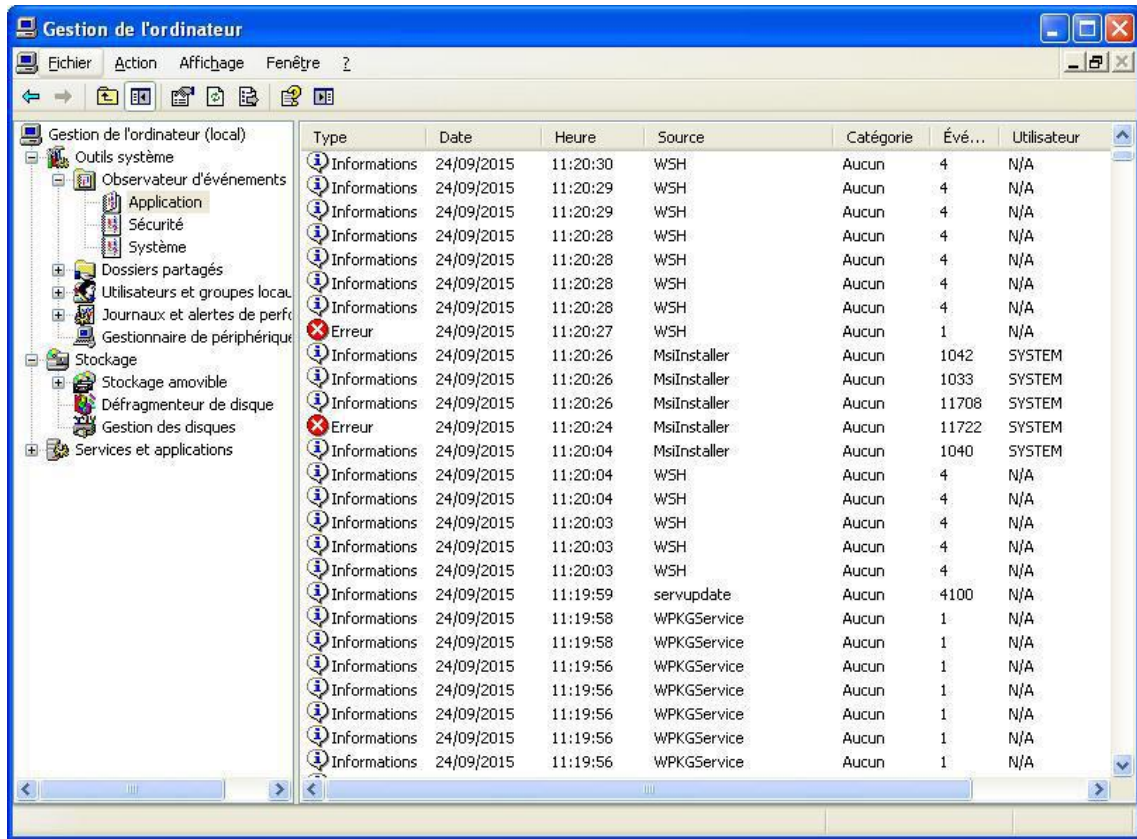 Gestion de l'ordinateur
Fichier Action Affichage Fenêtre ?
Gestion de l'ordinateur (local)
Outils système
Observateur d'événements
Application
Sécurité
Système
Dossiers partagés
Utilisateurs et groupes locau
Journaux et alertes de perfo
Gestionnaire de périphérique
Stockage
Stockage amovible
Défragmenteur de disque
Gestion des disques
Services et applications
Type Date Heure Source Catégorie Évé... Utilisateur
Informations 24/09/2015 11:20:30 WSH Aucun 4 N/A
Informations 24/09/2015 11:20:29 WSH Aucun 4 N/A
Informations 24/09/2015 11:20:29 WSH Aucun 4 N/A
Informations 24/09/2015 11:20:28 WSH Aucun 4 N/A
Informations 24/09/2015 11:20:28 WSH Aucun 4 N/A
Informations 24/09/2015 11:20:28 WSH Aucun 4 N/A
Informations 24/09/2015 11:20:28 WSH Aucun 4 N/A
Erreur 24/09/2015 11:20:27 WSH Aucun 1 N/A
Informations 24/09/2015 11:20:26 MsiInstaller Aucun 1042 SYSTEM
Informations 24/09/2015 11:20:26 MsiInstaller Aucun 1033 SYSTEM
Informations 24/09/2015 11:20:26 MsiInstaller Aucun 11708 SYSTEM
Erreur 24/09/2015 11:20:24 MsiInstaller Aucun 11722 SYSTEM
Informations 24/09/2015 11:20:04 MsiInstaller Aucun 1040 SYSTEM
Informations 24/09/2015 11:20:04 WSH Aucun 4 N/A
Informations 24/09/2015 11:20:04 WSH Aucun 4 N/A
Informations 24/09/2015 11:20:03 WSH Aucun 4 N/A
Informations 24/09/2015 11:20:03 WSH Aucun 4 N/A
Informations 24/09/2015 11:20:03 WSH Aucun 4 N/A
Informations 24/09/2015 11:19:59 servupdate Aucun 4100 N/A
Informations 24/09/2015 11:19:58 WPKGService Aucun 1 N/A
Informations 24/09/2015 11:19:58 WPKGService Aucun 1 N/A
Informations 24/09/2015 11:19:56 WPKGService Aucun 1 N/A
Informations 24/09/2015 11:19:56 WPKGService Aucun 1 N/A
Informations 24/09/2015 11:19:56 WPKGService Aucun 1 N/A
Informations 24/09/2015 11:19:56 WPKGService Aucun 1 N/A
Informations 24/09/2015 11:19:56 WPKGService Aucun 1 N/A